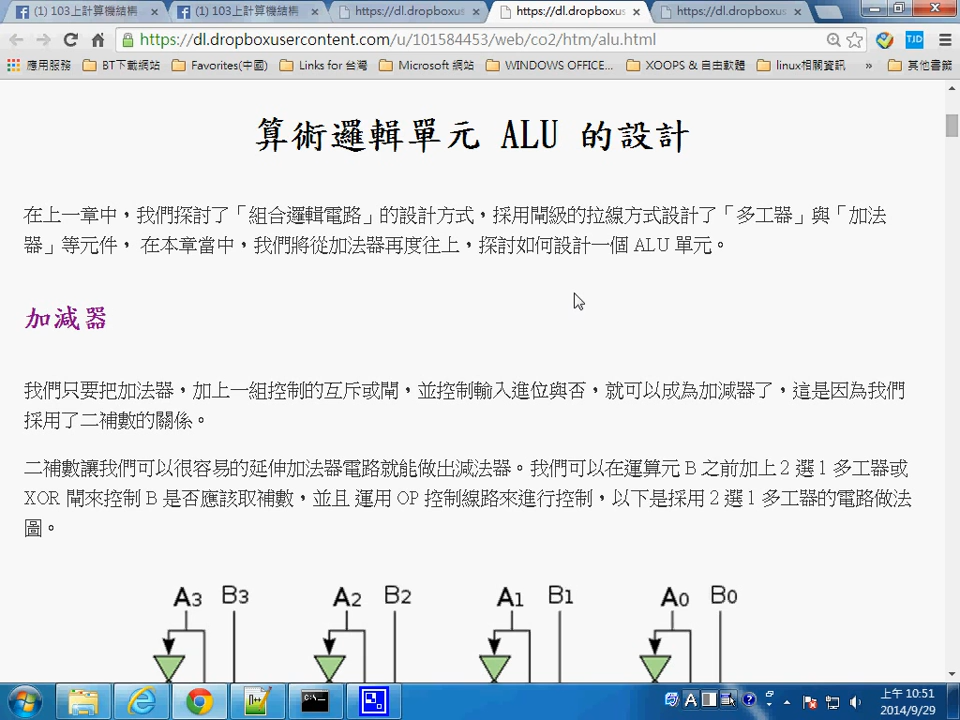 (1) 103上計算機結構
(1) 103上計算機結構
https://dl.dropboxus
https://dl.dropboxus
https://dl.dropboxus
https://dl.dropboxusercontent.com/u/101584453/web/co2/htm/alu.html
應用服務 BT下載網站 Favorites(中國) Links for 台灣 Microsoft 網站 WINDOWS OFFICE... XOOPS & 自由軟體 linux相關資訊 » 其他書籤
算術邏輯單元 ALU 的設計
在上一章中,我們探討了「組合邏輯電路」的設計方式,採用閘級的拉線方式設計了「多工器」與「加法
器」等元件, 在本章當中,我們將從加法器再度往上,探討如何設計一個 ALU 單元。
加減器
我們只要把加法器,加上一組控制的互斥或閘,並控制輸入進位與否,就可以成為加減器了,這是因為我們
採用了二補數的關係。
二補數讓我們可以很容易的延伸加法器電路就能做出減法器。我們可以在運算元 B 之前加上 2 選 1 多工器或
XOR 閘來控制 B 是否應該取補數,並且 運用 OP 控制線路來進行控制,以下是採用 2 選 1 多工器的電路做法
圖。
A3 B3 A2 B2 A1 B1 A0 B0
上午 10:51
2014/9/29